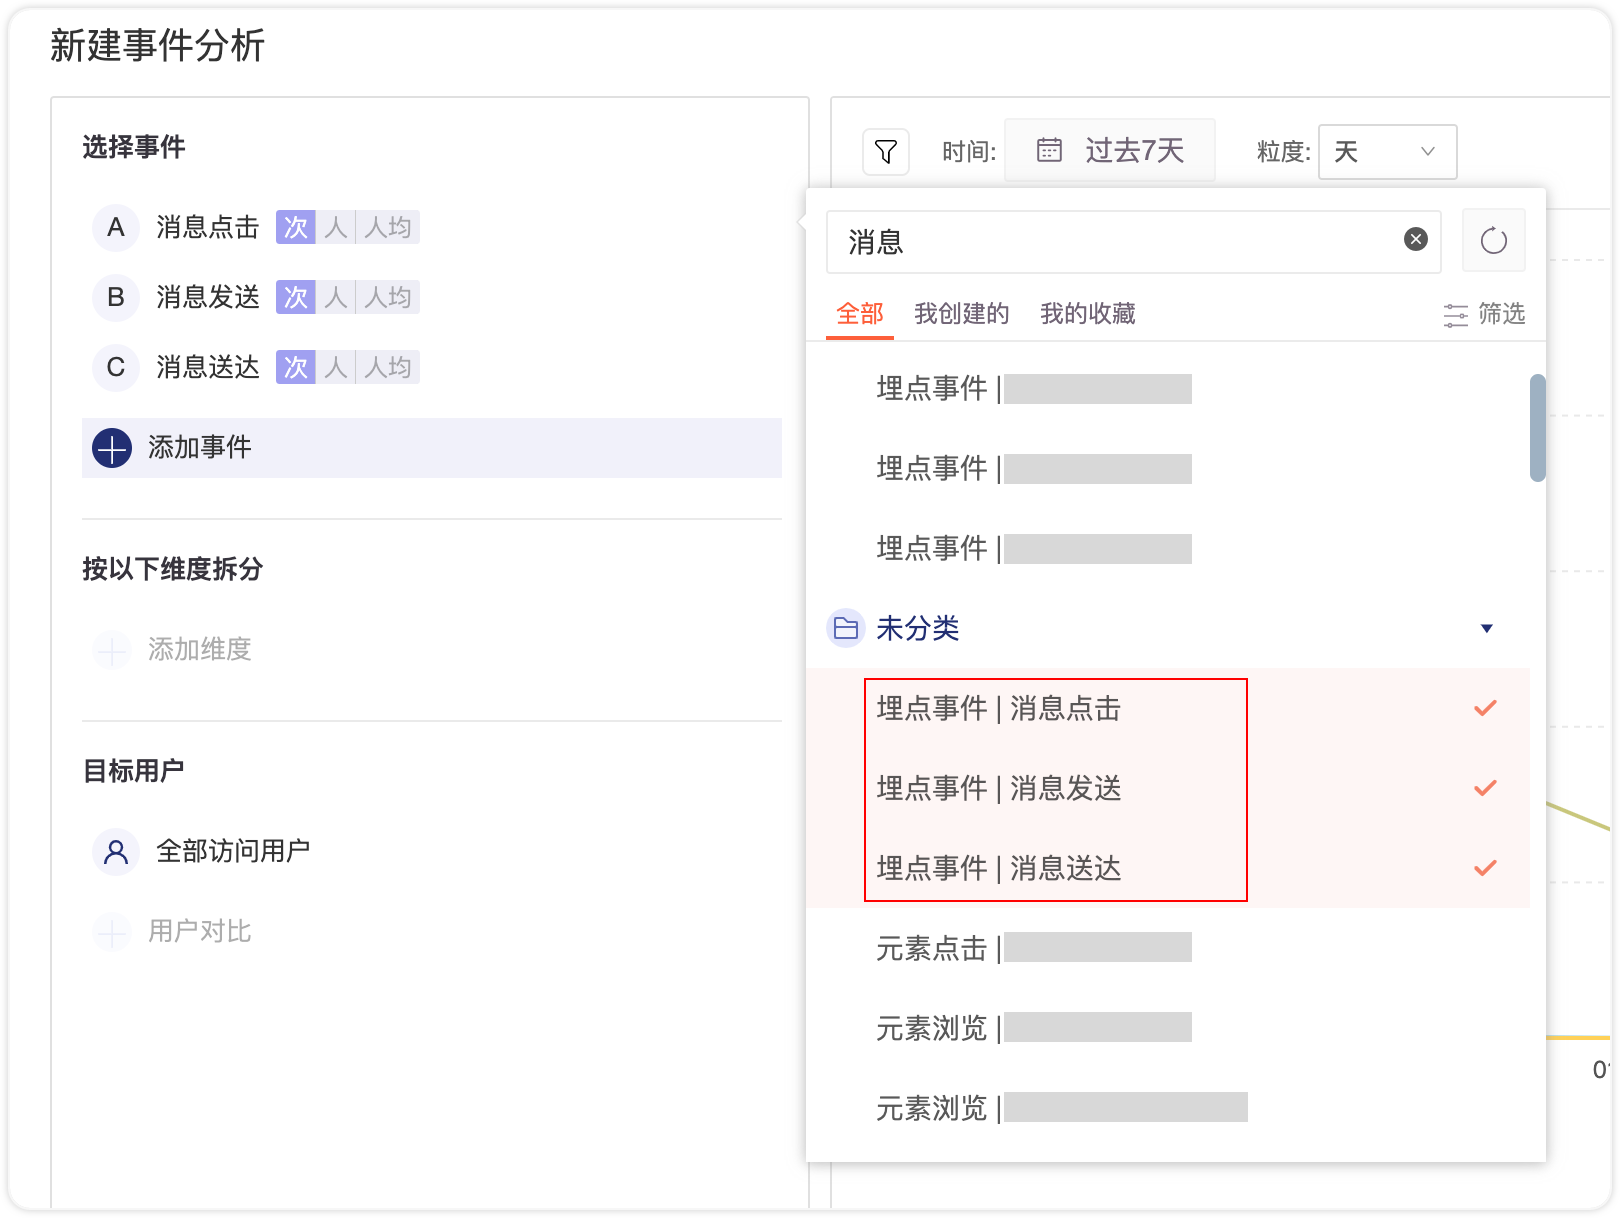 新建事件分析
选择事件
A 消息点击 次 人 人均
B 消息发送 次 人 人均
C 消息送达 次 人 人均
添加事件
按以下维度拆分
添加维度
目标用户
全部访问用户
用户对比
时间: 过去7天 粒度: 天
消息
全部 我创建的 我的收藏 筛选
埋点事件 |
埋点事件 |
埋点事件 |
未分类
埋点事件 | 消息点击
埋点事件 | 消息发送
埋点事件 | 消息送达
元素点击 |
元素浏览 |
元素浏览 |